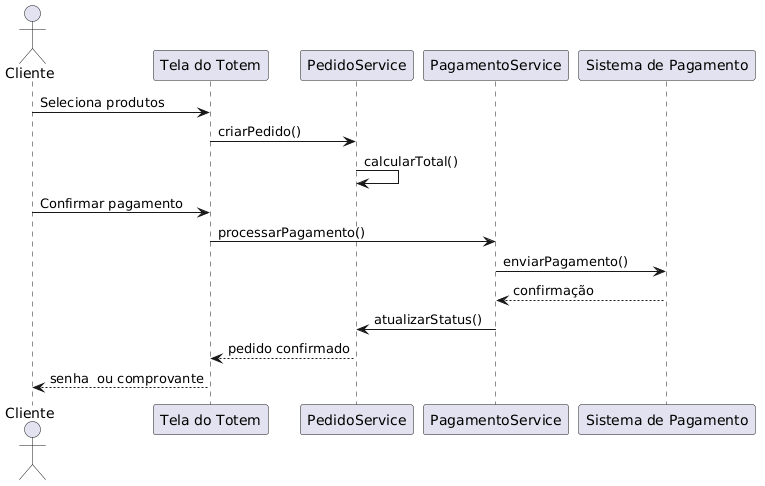 Cliente
Tela do Totem
PedidoService
PagamentoService
Sistema de Pagamento
Seleciona produtos
criarPedido()
calcularTotal()
Confirmar pagamento
processarPagamento()
enviarPagamento()
confirmação
atualizarStatus()
pedido confirmado
senha  ou comprovante
Cliente
Tela do Totem
PedidoService
PagamentoService
Sistema de Pagamento